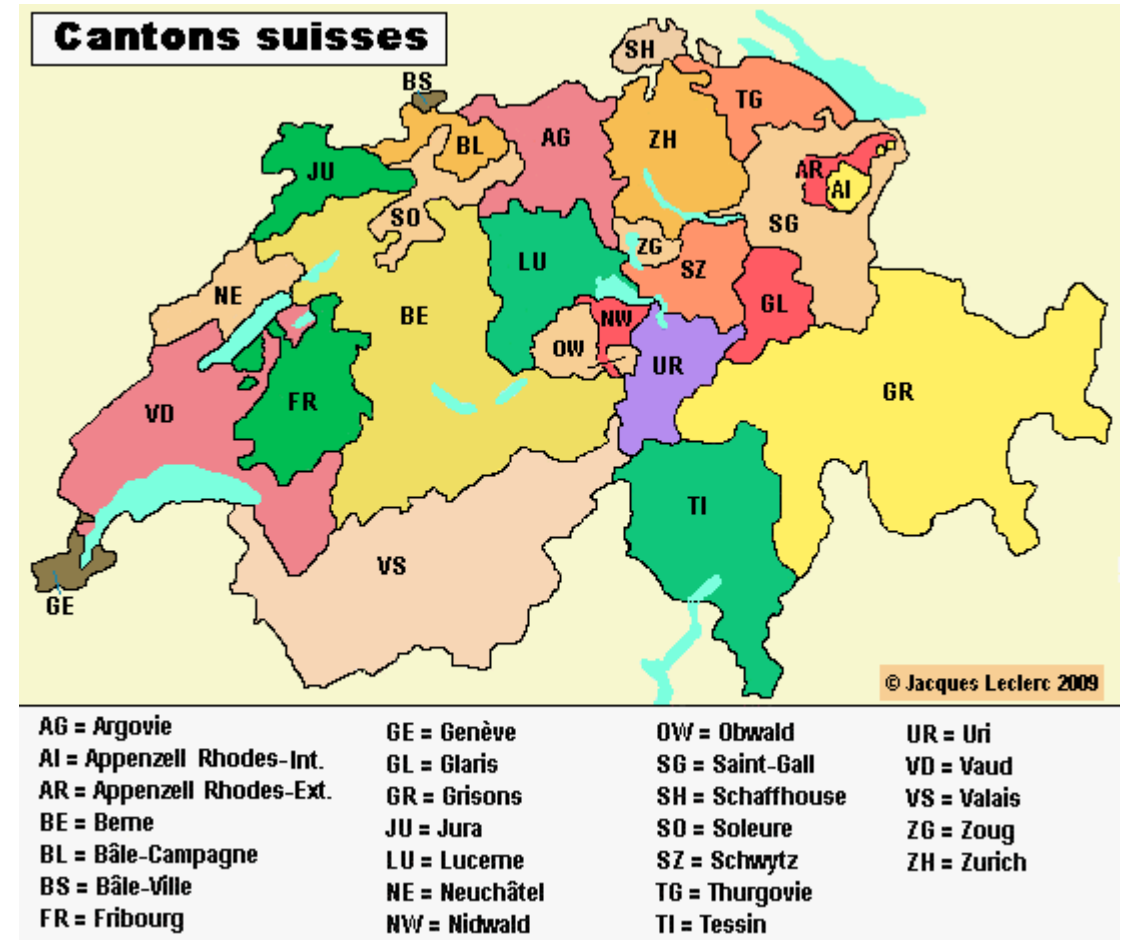 Cantons suisses
SH
BS
TG
AG
ZH
BL
JU
AR
AI
SO
SG
ZG
LU
SZ
NE
GL
BE
NW
OW
UR
GR
FR
VD
TI
VS
GE
© Jacques Leclerc 2009
AG = Argovie
AI = Appenzell Rhodes-Int.
AR = Appenzell Rhodes-Ext.
BE = Berne
BL = Bâle-Campagne
BS = Bâle-Ville
FR = Fribourg
GE = Genève
GL = Glaris
GR = Grisons
JU = Jura
LU = Lucerne
NE = Neuchâtel
NW = Nidwald
OW = Obwald
SG = Saint-Gall
SH = Schaffhouse
SO = Soleure
SZ = Schwytz
TG = Thurgovie
TI = Tessin
UR = Uri
VD = Vaud
VS = Valais
ZG = Zoug
ZH = Zurich